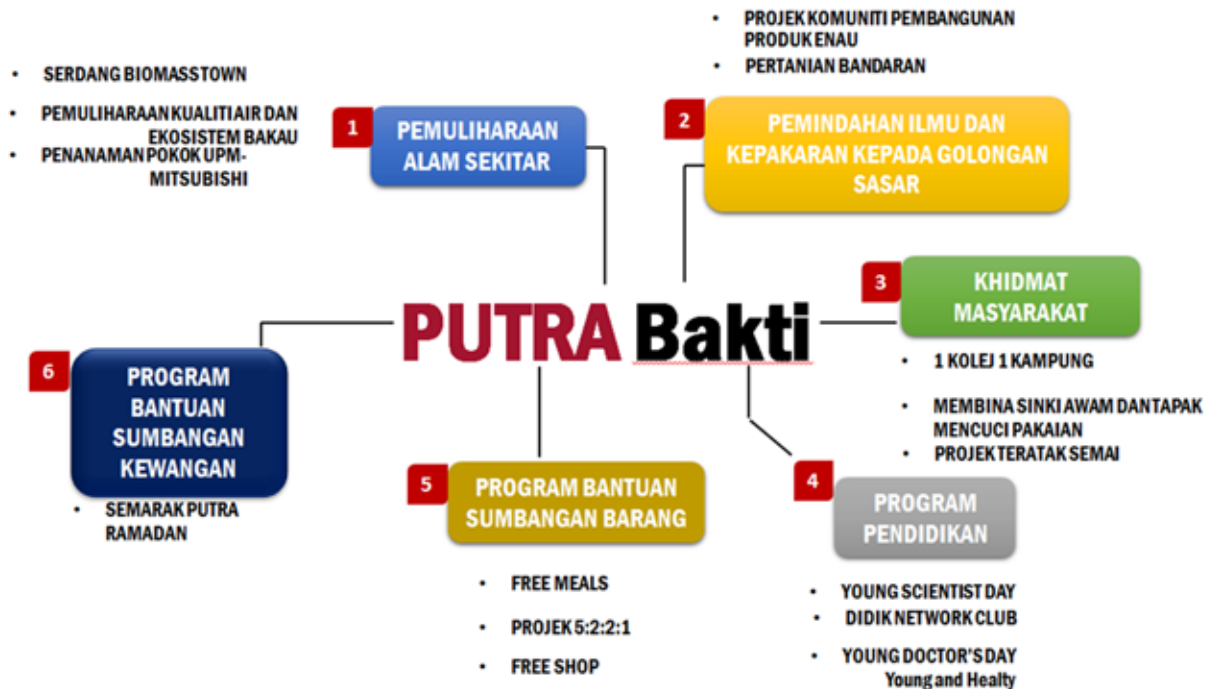 SERDANG BIOMASSTOWN
PEMULIHARAAN KUALITI AIR DAN
EKOSISTEM BAKAU
PENANAMAN POKOK UPM-
MITSUBISHI
1
PEMULIHARAAN
ALAM SEKITAR
PROJEK KOMUNITI PEMBANGUNAN
PRODUK ENAU
PERTANIAN BANDARAN
2
PEMINDAHAN ILMU DAN
KEPAKARAN KEPADA GOLONGAN
SASAR
PUTRA Bakti
3
KHIDMAT
MASYARAKAT
1 KOLEJ 1 KAMPUNG
MEMBINA SINKI AWAM DANTAPAK
MENCUCI PAKAIAN
PROJEK TERATAK SEMAI
4
PROGRAM
PENDIDIKAN
YOUNG SCIENTIST DAY
DIDIK NETWORK CLUB
YOUNG DOCTOR'S DAY
Young and Healty
5
PROGRAM BANTUAN
SUMBANGAN BARANG
FREE MEALS
PROJEK 5:2:2:1
FREE SHOP
6
PROGRAM
BANTUAN
SUMBANGAN
KEWANGAN
SEMARAK PUTRA
RAMADAN